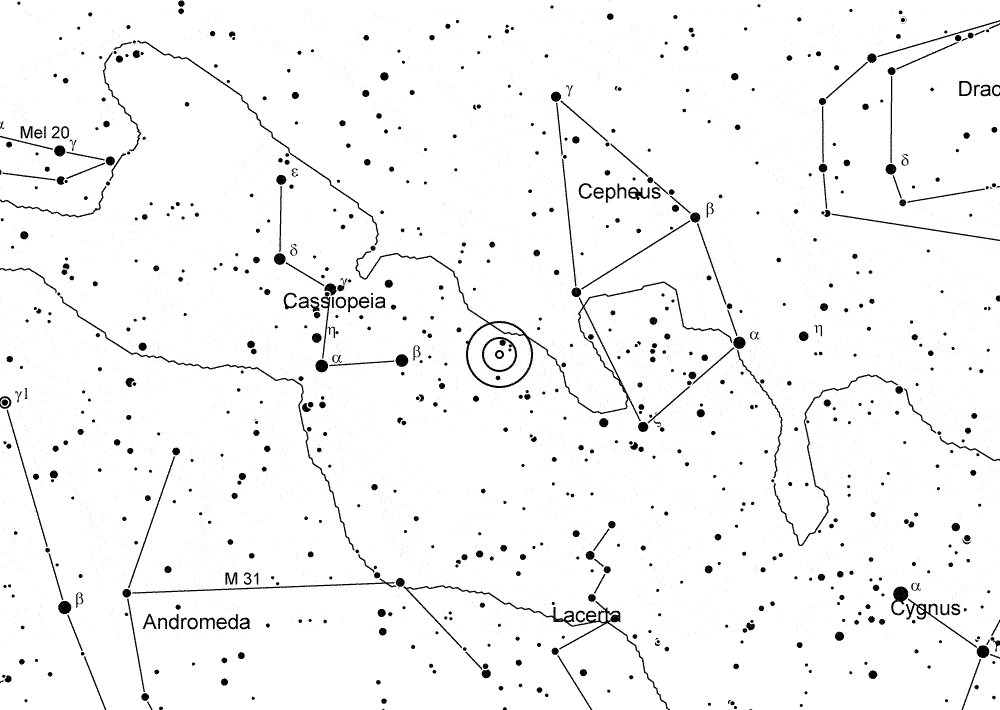 γ
Drac
α
Mel 20
γ
δ
ε
Cepheus
β
δ
γ
Cassiopeia
η
α
β
α
η
γ1
ζ
M 31
α
β
Cygnus
Andromeda
Lacerta
ε
γ